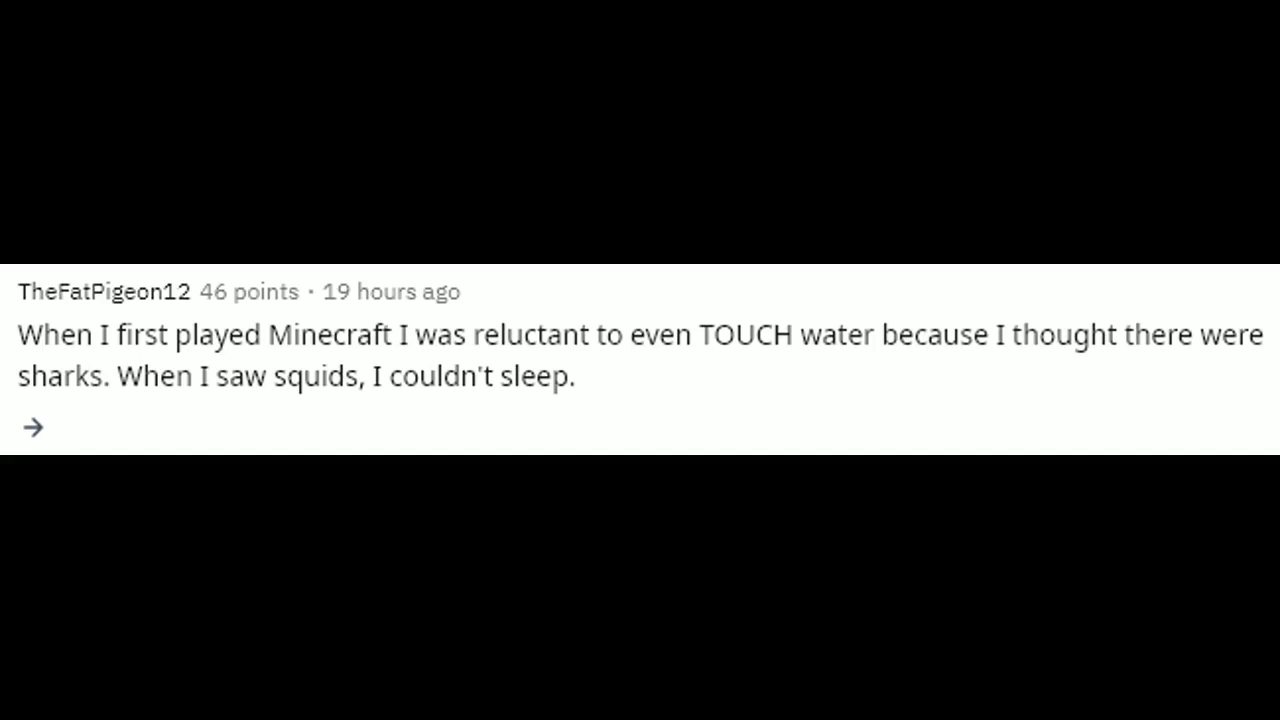 TheFatPigeon12 46 points · 19 hours ago
When I first played Minecraft I was reluctant to even TOUCH water because I thought there were
sharks. When I saw squids, I couldn't sleep.